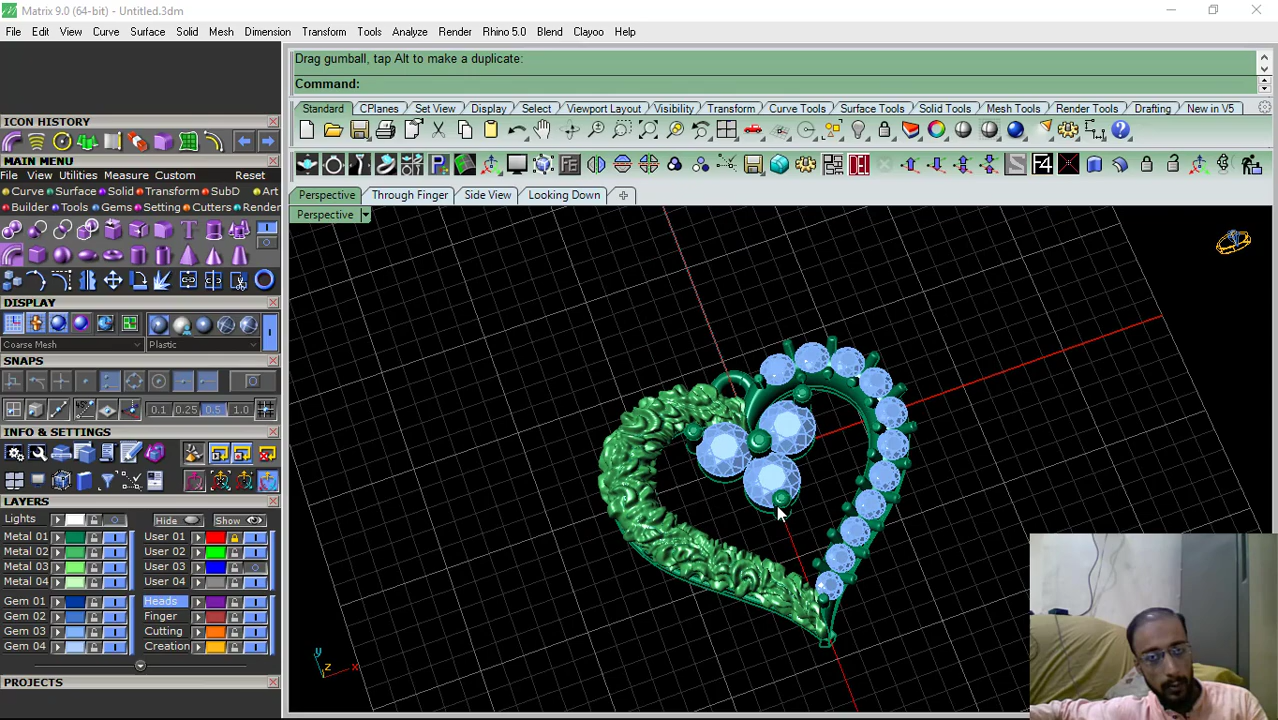 Matrix 9.0 (64-bit) - Untitled.3dm
File Edit View Curve Surface Solid Mesh Dimension Transform Tools Analyze Render Rhino 5.0 Blend Clayoo Help
Drag gumball, tap Alt to make a duplicate:
Command:
Standard CPlanes Set View Display Select Viewport Layout Visibility Transform Curve Tools Surface Tools Solid Tools Mesh Tools Render Tools Drafting New in V5
ICON HISTORY
MAIN MENU
File View Utilities Measure Custom Reset
Curve Surface Solid Transform SubD Art
Builder Tools Gems Setting Cutters Render
DISPLAY
Coarse Mesh Plastic
SNAPS
0.1 0.25 0.5 1.0
INFO & SETTINGS
LAYERS
Lights Hide Show
Metal 01 User 01
Metal 02 User 02
Metal 03 User 03
Metal 04 User 04
Gem 01 Heads
Gem 02 Finger
Gem 03 Cutting
Gem 04 Creation
PROJECTS
Perspective Through Finger Side View Looking Down
Perspective
F4
y
z x